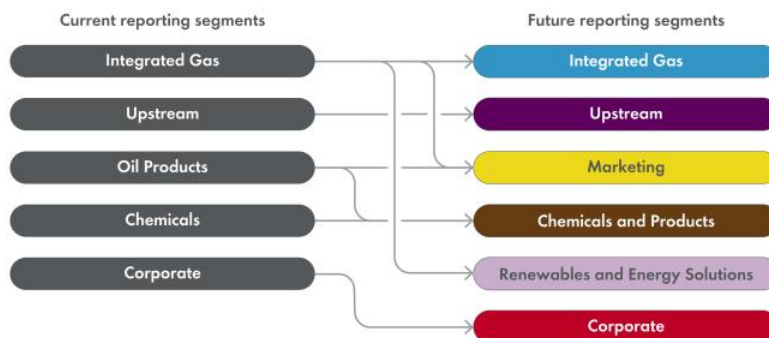 Current reporting segments
Future reporting segments
Integrated Gas
Integrated Gas
Upstream
Upstream
Oil Products
Marketing
Chemicals
Chemicals and Products
Corporate
Renewables and Energy Solutions
Corporate